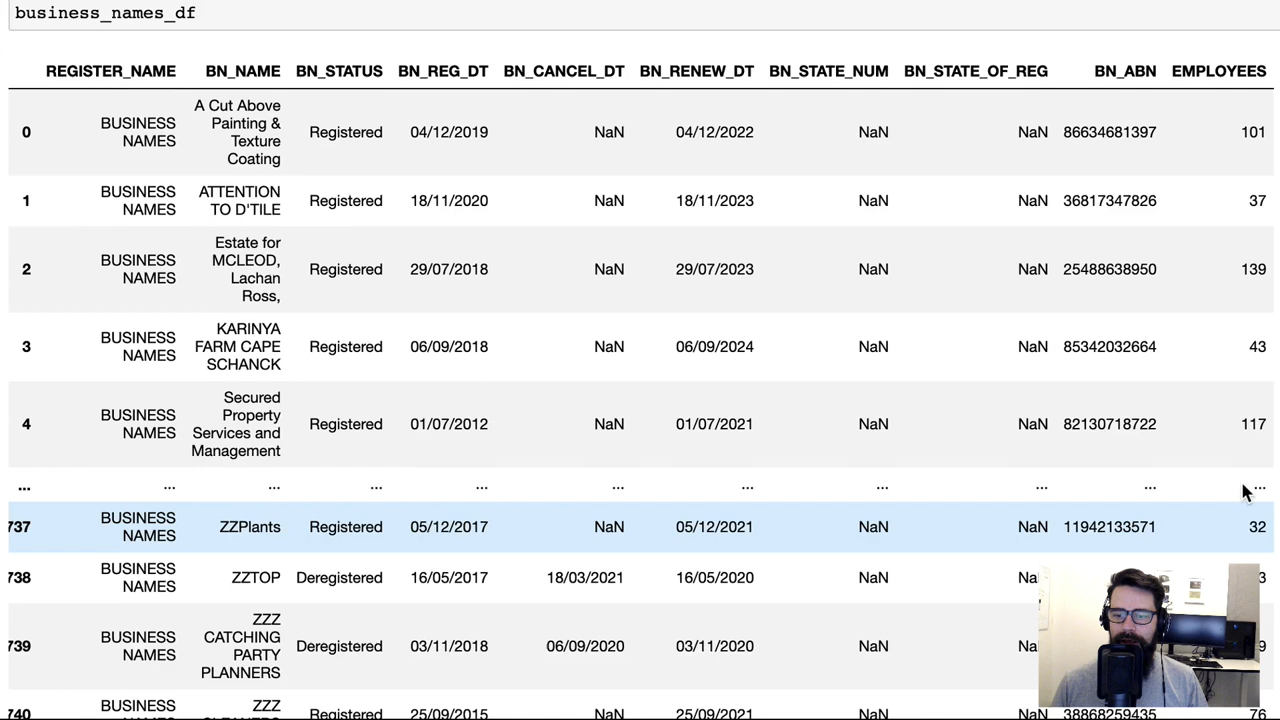 business_names_df
REGISTER_NAME BN_NAME BN_STATUS BN_REG_DT BN_CANCEL_DT BN_RENEW_DT BN_STATE_NUM BN_STATE_OF_REG BN_ABN EMPLOYEES
0 BUSINESS NAMES A Cut Above Painting & Texture Coating Registered 04/12/2019 NaN 04/12/2022 NaN NaN 86634681397 101
1 BUSINESS NAMES ATTENTION TO D'TILE Registered 18/11/2020 NaN 18/11/2023 NaN NaN 36817347826 37
2 BUSINESS NAMES Estate for MCLEOD, Lachan Ross, Registered 29/07/2018 NaN 29/07/2023 NaN NaN 25488638950 139
3 BUSINESS NAMES KARINYA FARM CAPE SCHANCK Registered 06/09/2018 NaN 06/09/2024 NaN NaN 85342032664 43
4 BUSINESS NAMES Secured Property Services and Management Registered 01/07/2012 NaN 01/07/2021 NaN NaN 82130718722 117
... ... ... ... ... ... ... ... ... ... ...
737 BUSINESS NAMES ZZPlants Registered 05/12/2017 NaN 05/12/2021 NaN NaN 11942133571 32
738 BUSINESS NAMES ZZTOP Deregistered 16/05/2017 18/03/2021 16/05/2020 NaN
739 BUSINESS NAMES ZZZ CATCHING PARTY PLANNERS Deregistered 03/11/2018 06/09/2020 03/11/2020 NaN
740 BUSINESS ZZZ Registered 25/09/2015 NaN 25/09/2021 NaN NaN 38868259435 76